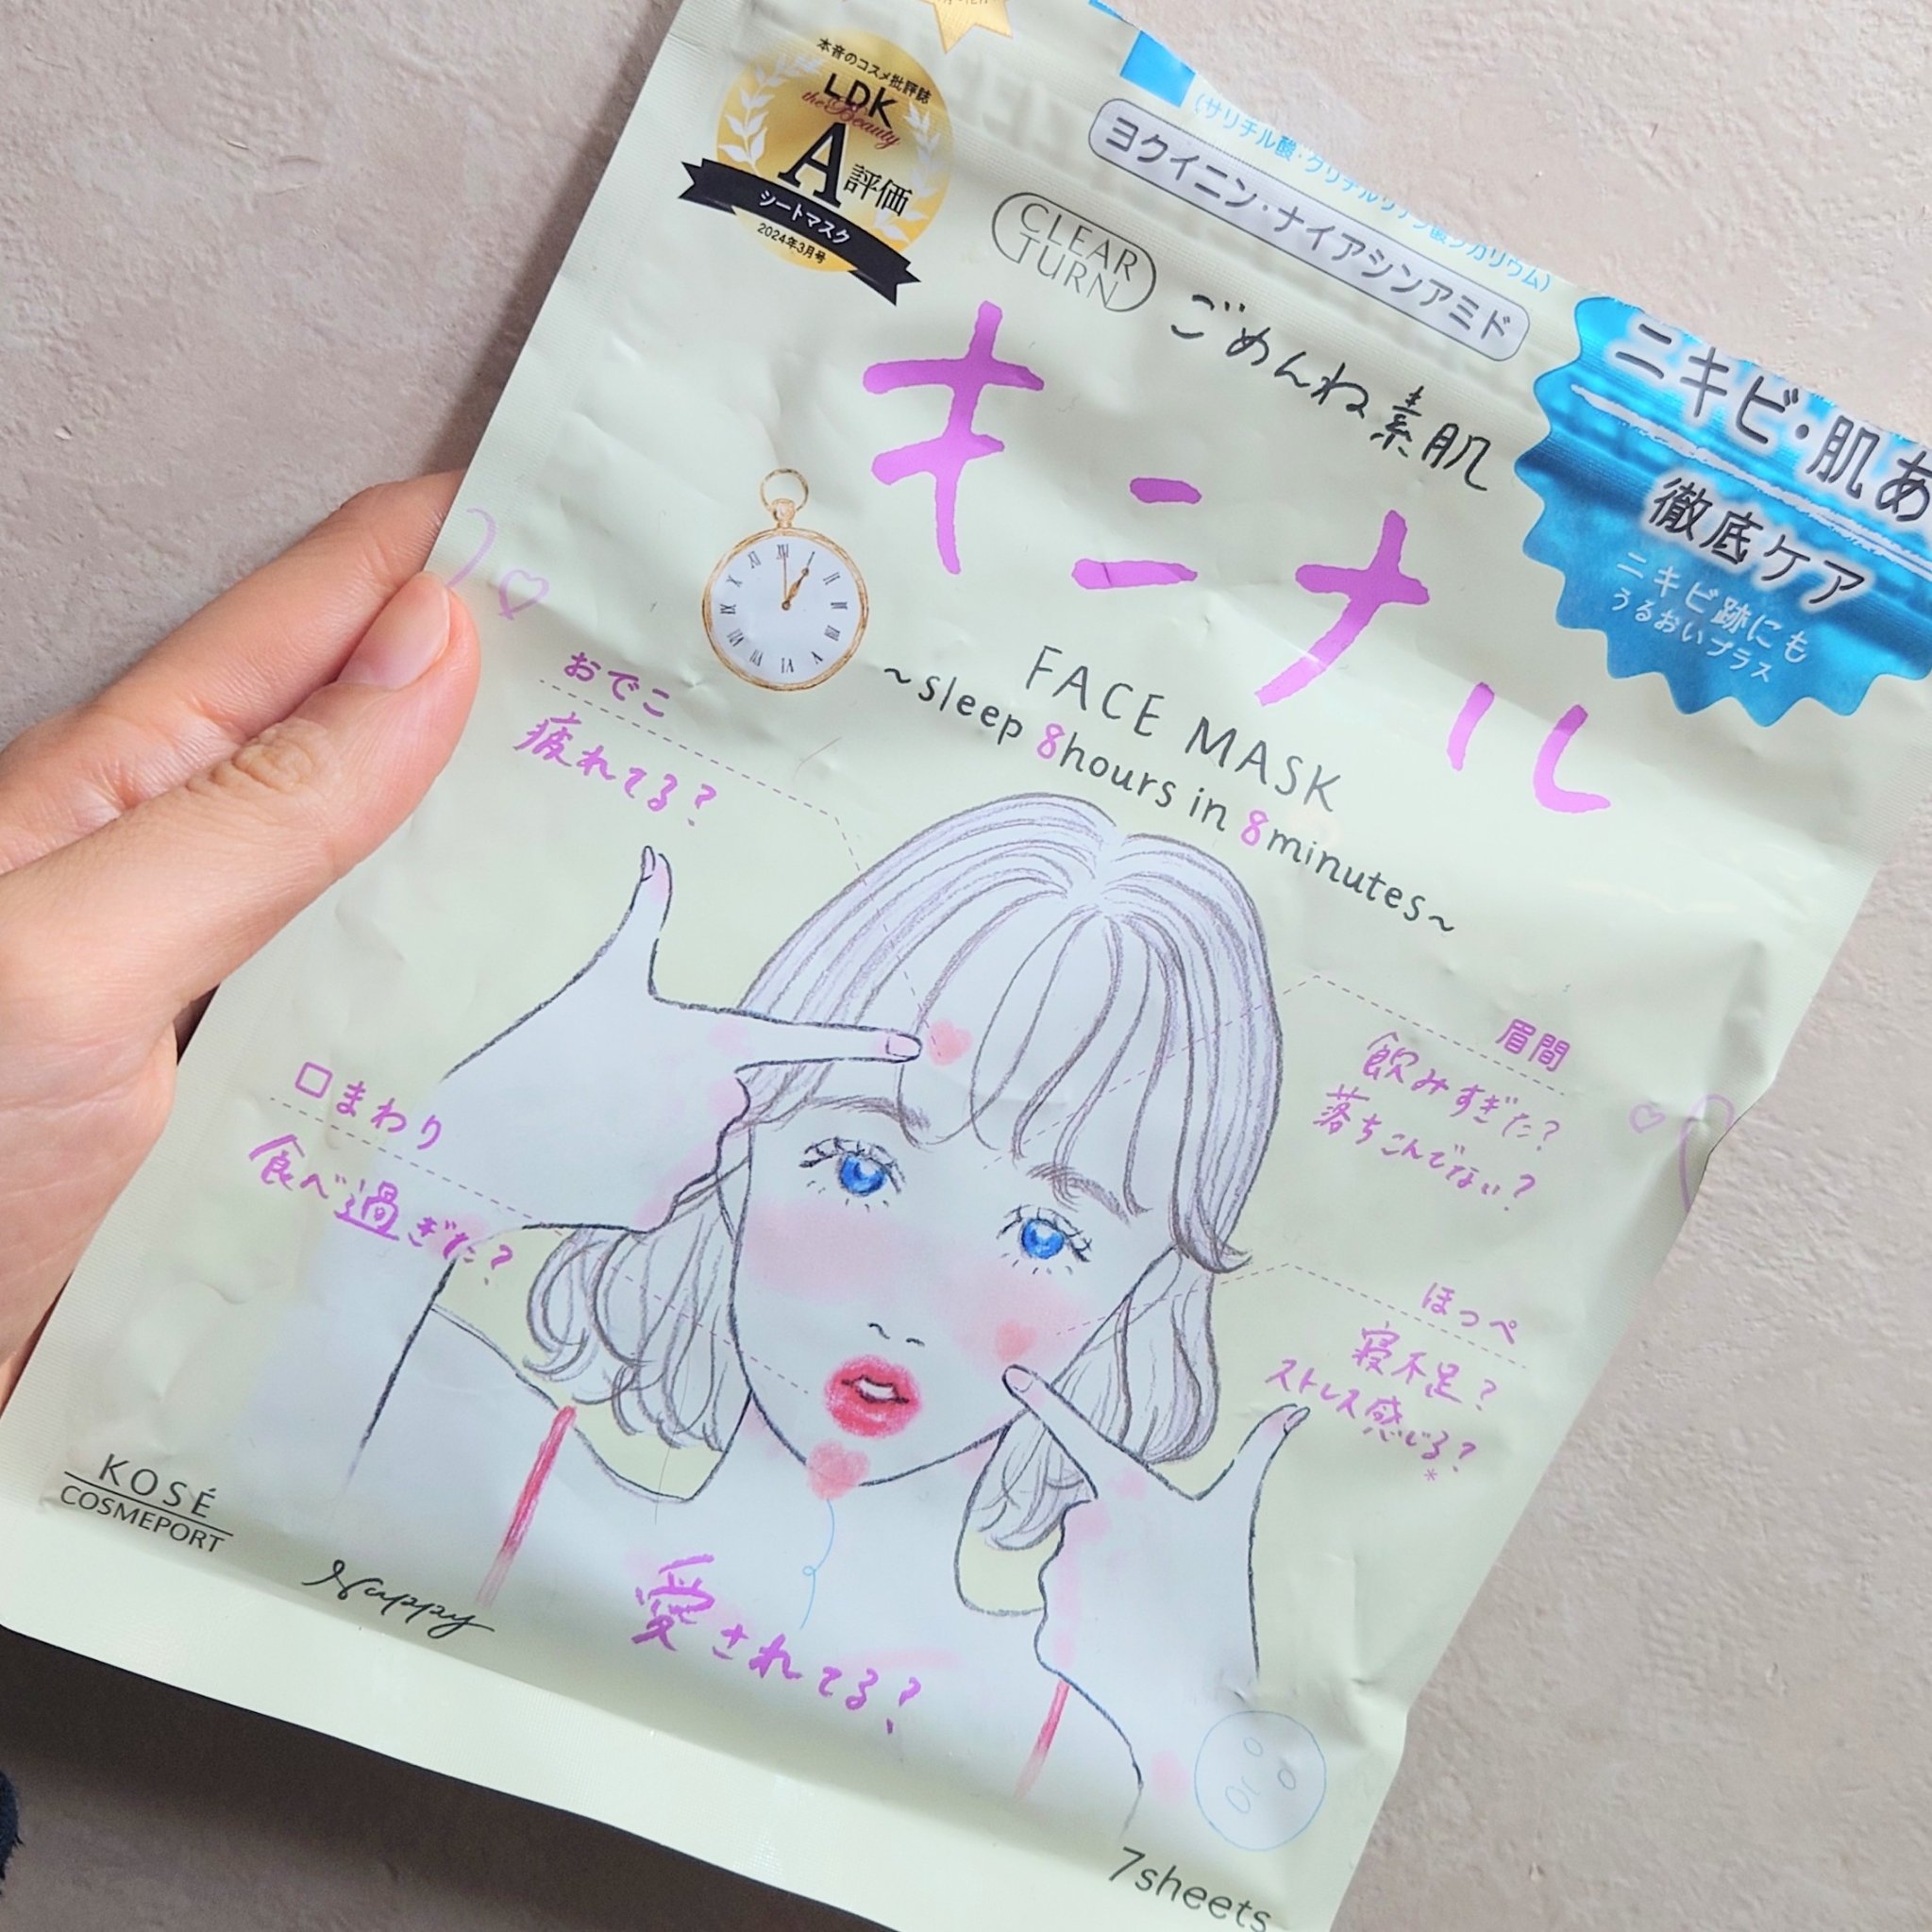 本音のコスメ批評誌
LDK
the Beauty
A評価
シートマスク
2024年3月号
(サリチル酸・グリチルリチン酸ジカリウム)
ヨクイニン・ナイアシンアミド
CLEAR
TURN
ごめんね素肌
キニナル
ニキビ・肌あ
徹底ケア
ニキビ跡にも
うるおいプラス
FACE MASK
~sleep 8hours in 8minutes~
おでこ
疲れてる?
眉間
飲みすぎた?
落ちこんでない?
口まわり
食べ過ぎた?
ほっぺ
寝不足?
ストレス感じる?
*
愛されてる?
KOSÉ
COSMEPORT
Nappy
7sheets